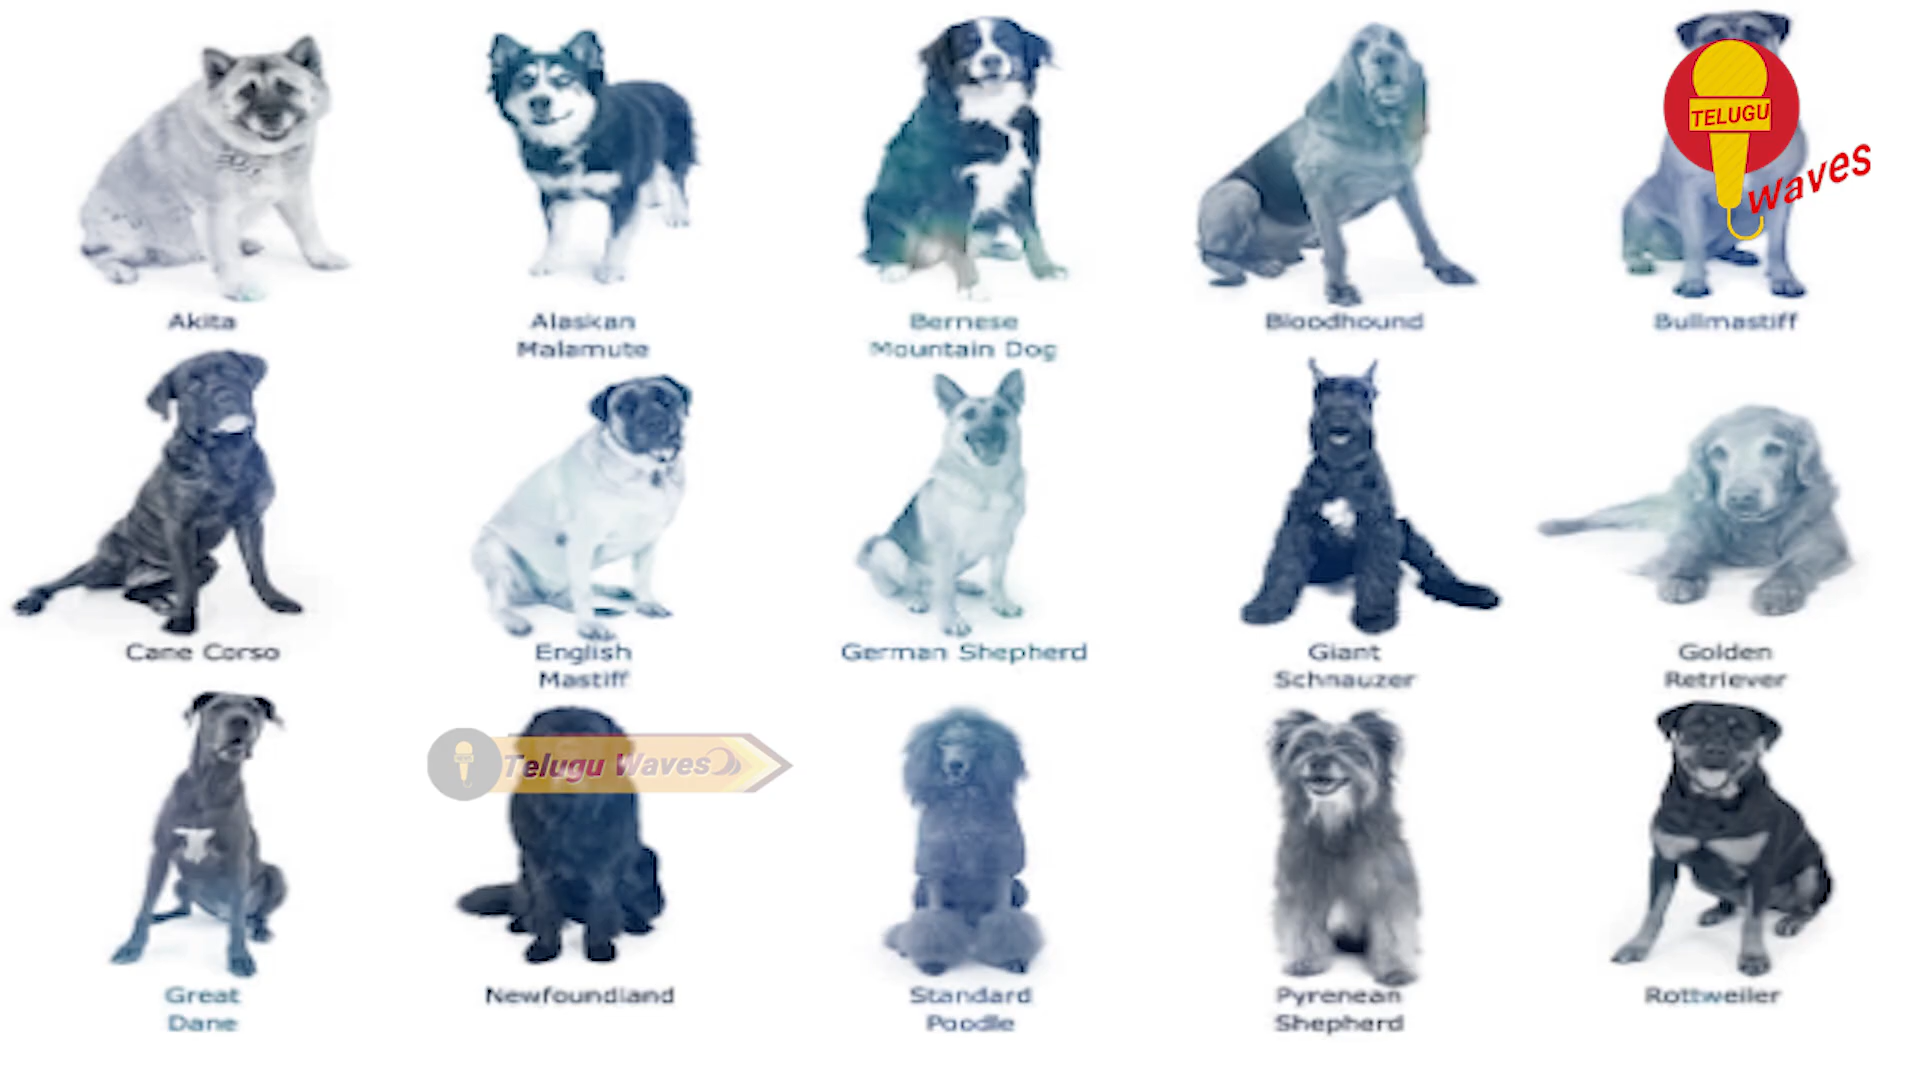 TELUGU
waves
Akita
Alaskan
Malamute
Bernese
Mountain Dog
Bloodhound
Bullmastiff
Cane Corso
English
Mastiff
German Shepherd
Giant
Schnauzer
Golden
Retriever
Telugu Waves
Great
Dane
Newfoundland
Standard
Poodle
Pyrenean
Shepherd
Rottweiler